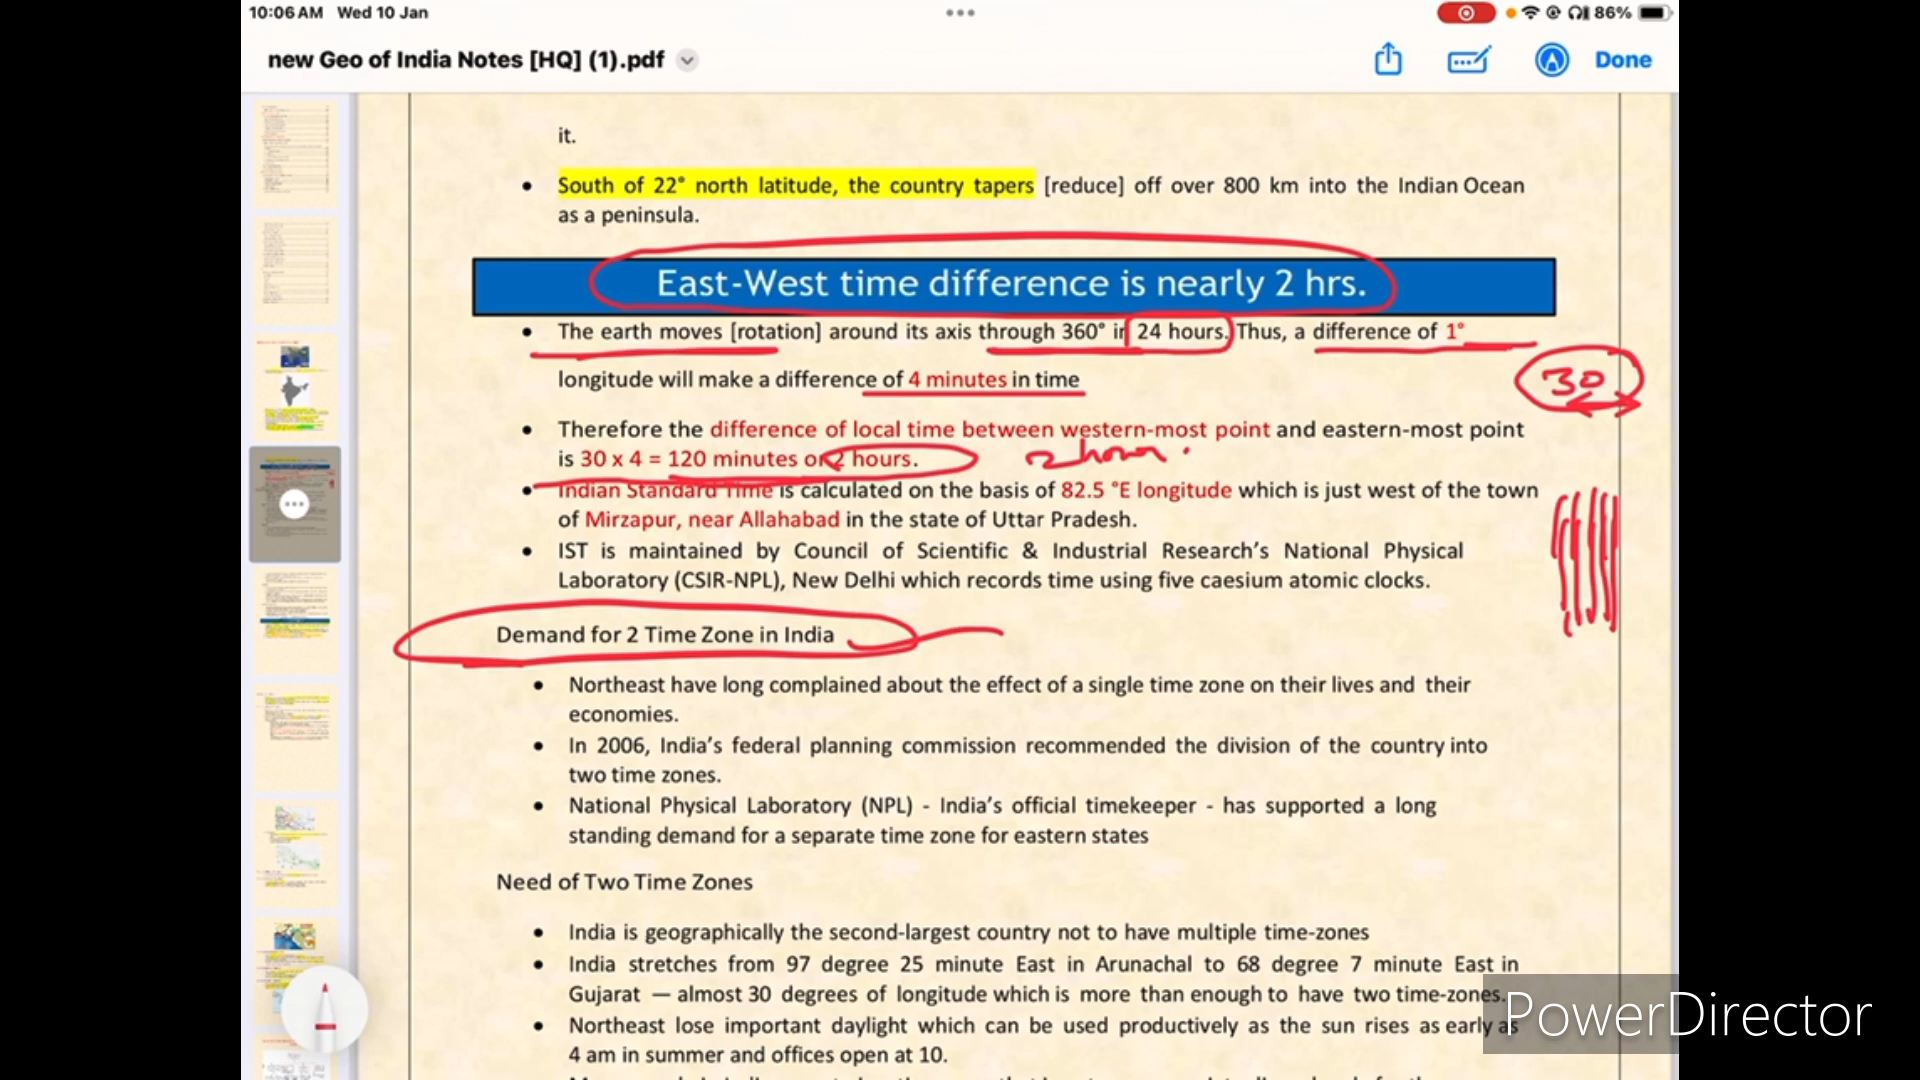 10:06 AM Wed 10 Jan
86%
new Geo of India Notes [HQ] (1).pdf
Done
it.
• South of 22° north latitude, the country tapers [reduce] off over 800 km into the Indian Ocean
as a peninsula.
East-West time difference is nearly 2 hrs.
• The earth moves [rotation] around its axis through 360° in 24 hours. Thus, a difference of 1°
longitude will make a difference of 4 minutes in time
30
• Therefore the difference of local time between western-most point and eastern-most point
is 30 x 4 = 120 minutes or 2 hours.
2 hour.
• Indian Standard Time is calculated on the basis of 82.5 °E longitude which is just west of the town
of Mirzapur, near Allahabad in the state of Uttar Pradesh.
• IST is maintained by Council of Scientific & Industrial Research’s National Physical
Laboratory (CSIR-NPL), New Delhi which records time using five caesium atomic clocks.
Demand for 2 Time Zone in India
• Northeast have long complained about the effect of a single time zone on their lives and their
economies.
• In 2006, India’s federal planning commission recommended the division of the country into
two time zones.
• National Physical Laboratory (NPL) - India’s official timekeeper - has supported a long
standing demand for a separate time zone for eastern states
Need of Two Time Zones
• India is geographically the second-largest country not to have multiple time-zones
• India stretches from 97 degree 25 minute East in Arunachal to 68 degree 7 minute East in
Gujarat — almost 30 degrees of longitude which is more than enough to have two time-zones.
• Northeast lose important daylight which can be used productively as the sun rises as early as
4 am in summer and offices open at 10.
PowerDirector